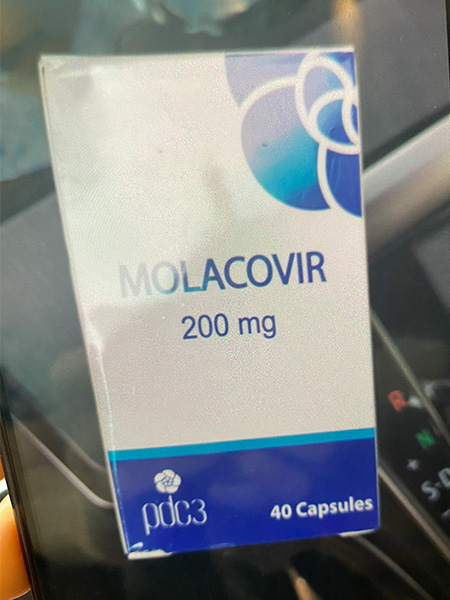 MOLACOVIR
200 mg
pdc3
40 Capsules
R
N
+
S-D